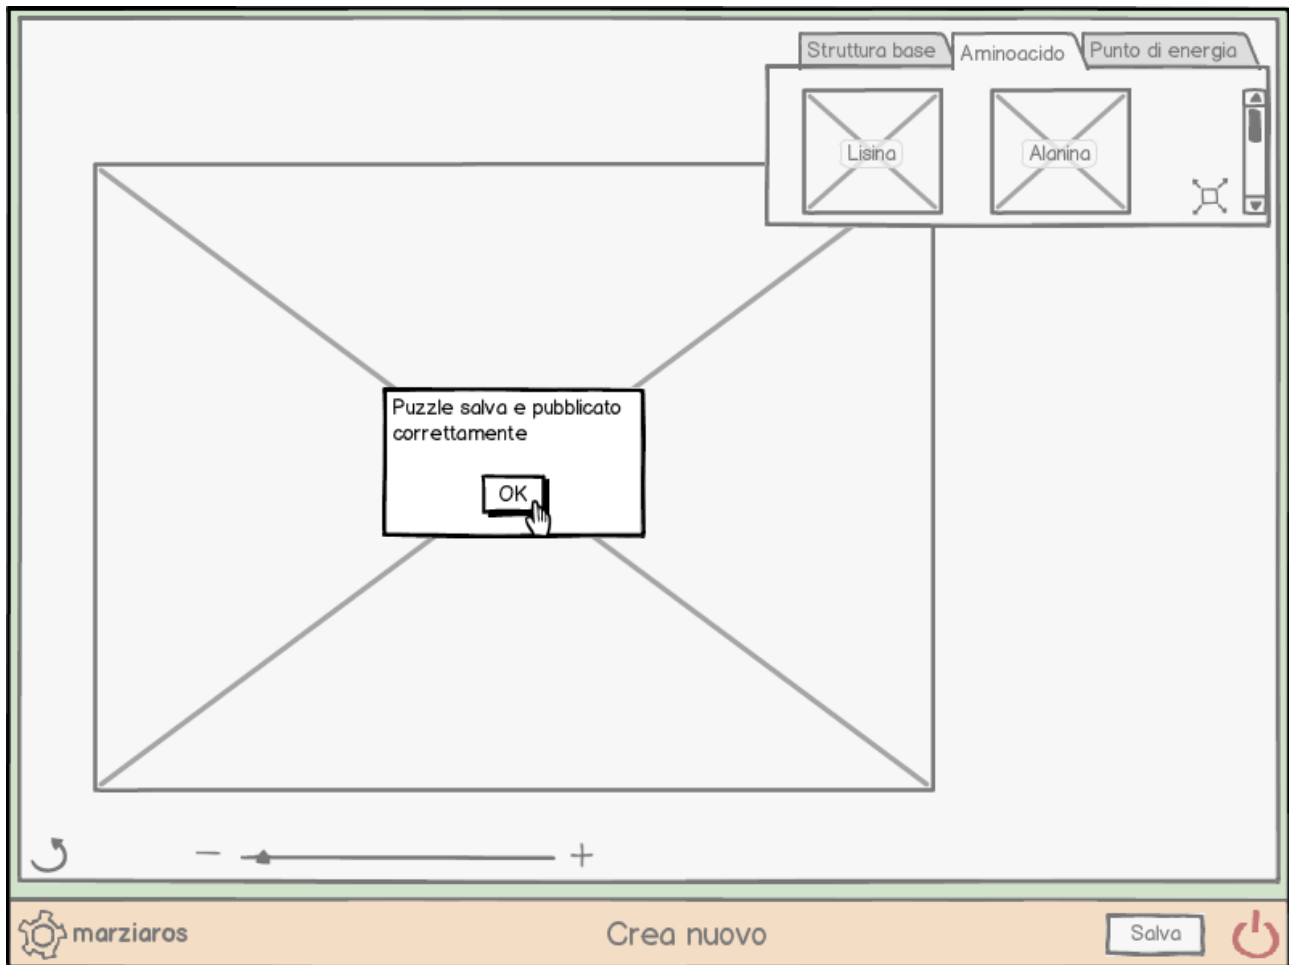 Struttura base Aminoacido Punto di energia
Lisina Alanina
Puzzle salva e pubblicato
correttamente
OK
marziaros Crea nuovo Salva